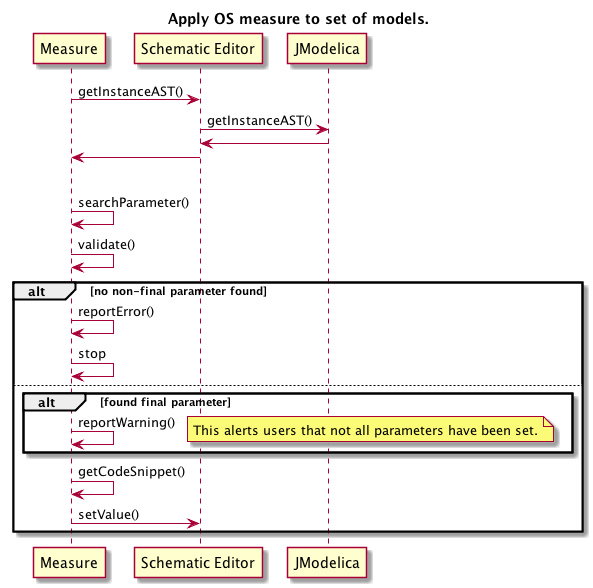 Apply OS measure to set of models.
Measure
Schematic Editor
JModelica
getInstanceAST()
getInstanceAST()
searchParameter()
validate()
alt
[no non-final parameter found]
reportError()
stop
alt
[found final parameter]
reportWarning()
This alerts users that not all parameters have been set.
getCodeSnippet()
setValue()
Measure
Schematic Editor
JModelica